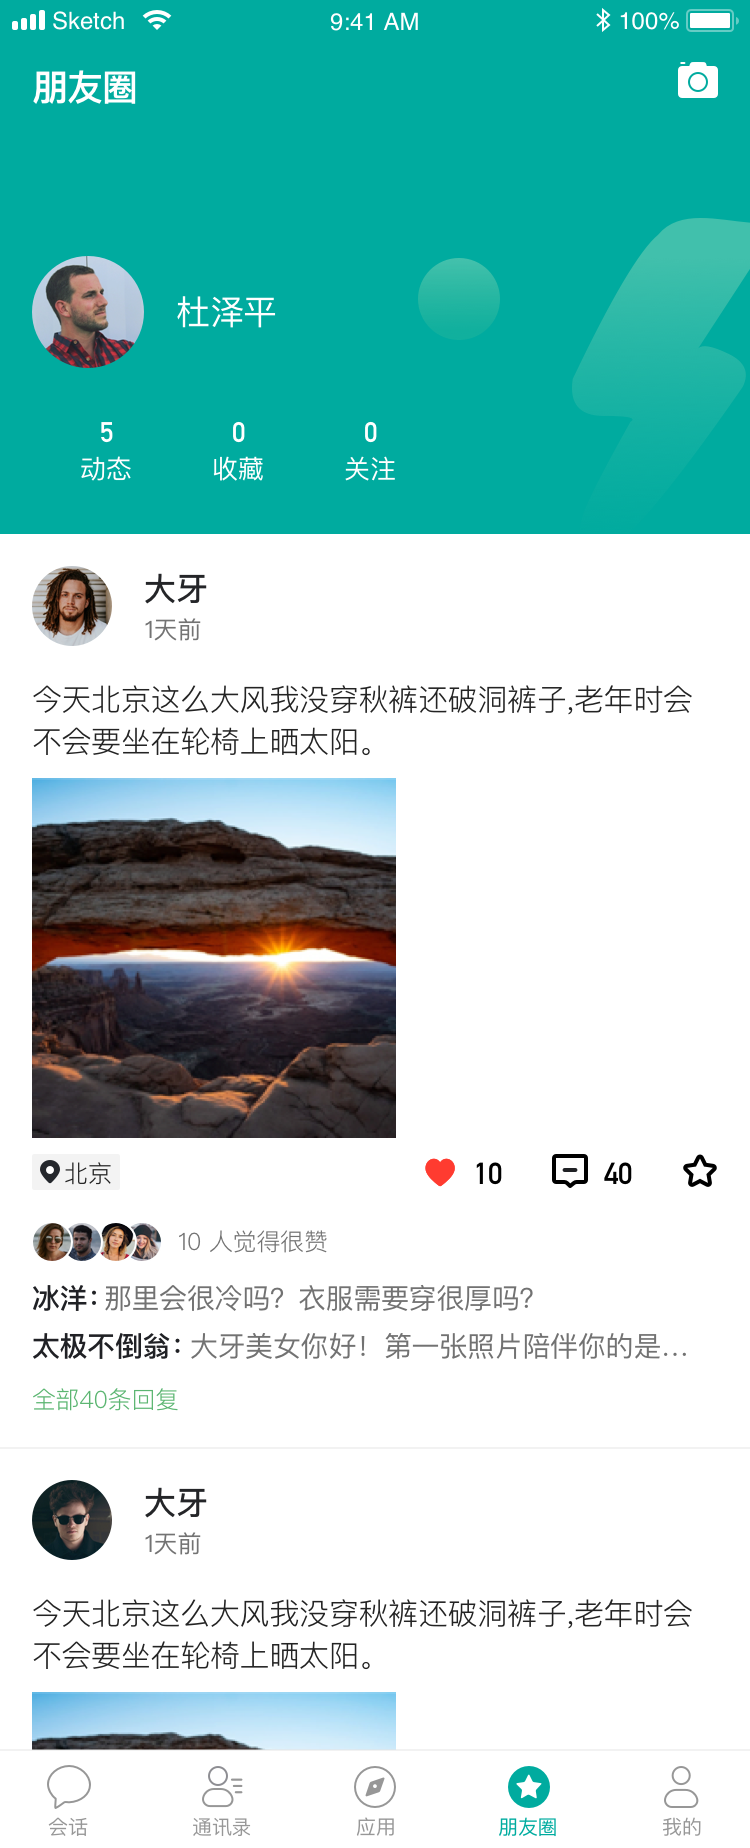 Sketch 9:41 AM 100%
朋友圈
杜泽平
5 0 0
动态 收藏 关注
大牙
1天前
今天北京这么大风我没穿秋裤还破洞裤子,老年时会
不会要坐在轮椅上晒太阳。
北京 10 40
10 人觉得很赞
冰洋: 那里会很冷吗？衣服需要穿很厚吗?
太极不倒翁: 大牙美女你好！第一张照片陪伴你的是...
全部40条回复
大牙
1天前
今天北京这么大风我没穿秋裤还破洞裤子,老年时会
不会要坐在轮椅上晒太阳。
会话 通讯录 应用 朋友圈 我的